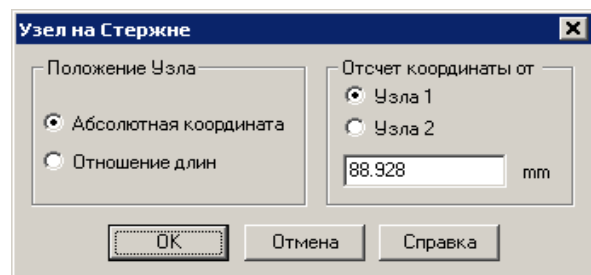 Узел на Стержне
Положение Узла
Абсолютная координата
Отношение длин
Отсчет координаты от
Узла 1
Узла 2
88.928 mm
OK Отмена Справка